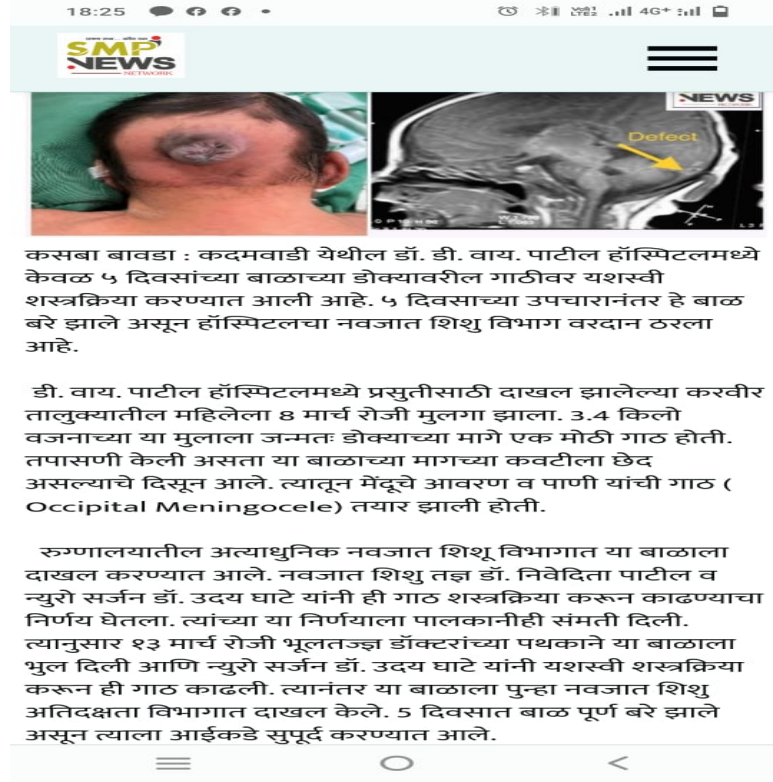 18:25
4G+
SMP
NEWS
NETWORK
NEWS
Defect
कसबा बावडा : कदमवाडी येथील डॉ. डी. वाय. पाटील हॉस्पिटलमध्ये
केवळ ५ दिवसांच्या बाळाच्या डोक्यावरील गाठीवर यशस्वी
शस्त्रक्रिया करण्यात आली आहे. ५ दिवसाच्या उपचारानंतर हे बाळ
बरे झाले असून हॉस्पिटलचा नवजात शिशु विभाग वरदान ठरला
आहे.
डी. वाय. पाटील हॉस्पिटलमध्ये प्रसुतीसाठी दाखल झालेल्या करवीर
तालुक्यातील महिलेला 8 मार्च रोजी मुलगा झाला. 3.4 किलो
वजनाच्या या मुलाला जन्मतः डोक्याच्या मागे एक मोठी गाठ होती.
तपासणी केली असता या बाळाच्या मागच्या कवटीला छेद
असल्याचे दिसून आले. त्यातून मेंदूचे आवरण व पाणी यांची गाठ (
Occipital Meningocele) तयार झाली होती.
रुग्णालयातील अत्याधुनिक नवजात शिशू विभागात या बाळाला
दाखल करण्यात आले. नवजात शिशु तज्ञ डॉ. निवेदिता पाटील व
न्युरो सर्जन डॉ. उदय घाटे यांनी ही गाठ शस्त्रक्रिया करून काढण्याचा
निर्णय घेतला. त्यांच्या या निर्णयाला पालकानीही संमती दिली.
त्यानुसार १३ मार्च रोजी भूलतज्ज्ञ डॉक्टरांच्या पथकाने या बाळाला
भुल दिली आणि न्युरो सर्जन डॉ. उदय घाटे यांनी यशस्वी शस्त्रक्रिया
करून ही गाठ काढली. त्यानंतर या बाळाला पुन्हा नवजात शिशु
अतिदक्षता विभागात दाखल केले. 5 दिवसात बाळ पूर्ण बरे झाले
असून त्याला आईकडे सुपूर्द करण्यात आले.